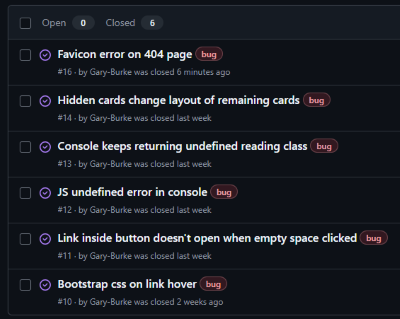 Open 0 Closed 6
Favicon error on 404 page bug
#16 · by Gary-Burke was closed 6 minutes ago
Hidden cards change layout of remaining cards bug
#14 · by Gary-Burke was closed last week
Console keeps returning undefined reading class bug
#13 · by Gary-Burke was closed last week
JS undefined error in console bug
#12 · by Gary-Burke was closed last week
Link inside button doesn't open when empty space clicked bug
#11 · by Gary-Burke was closed last week
Bootstrap css on link hover bug
#10 · by Gary-Burke was closed 2 weeks ago